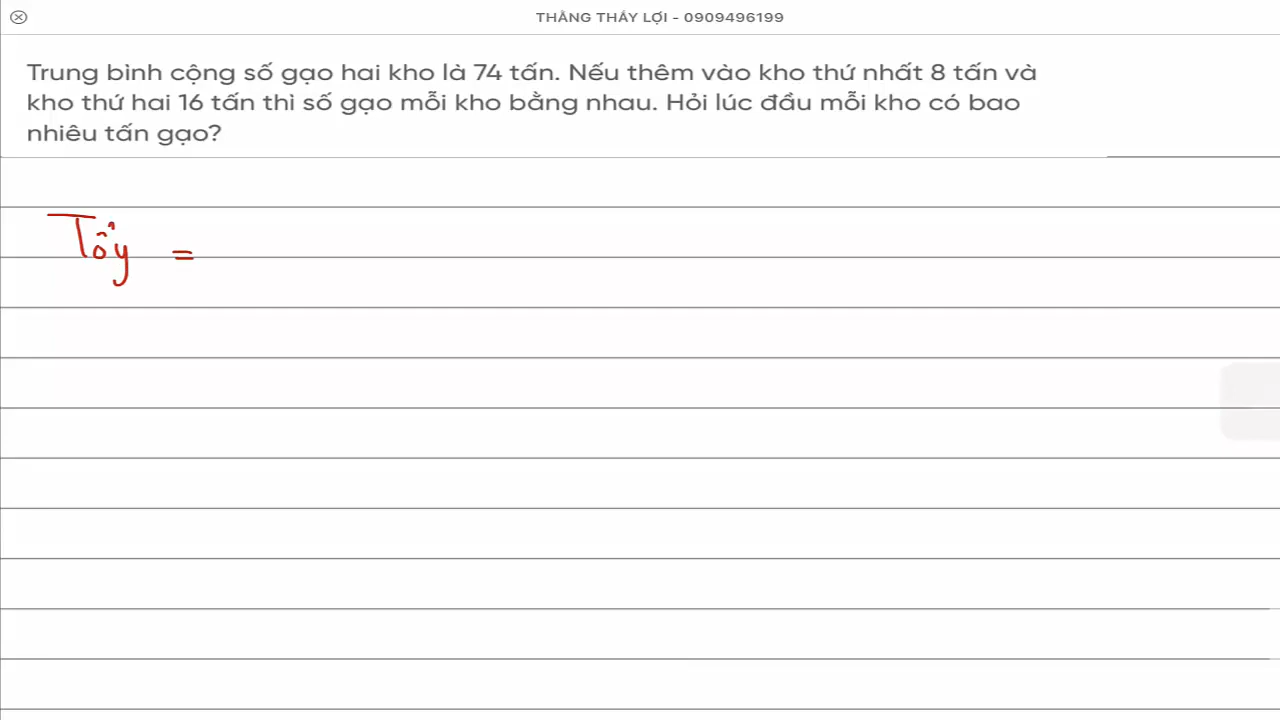 THẰNG THẦY LỢI - 0909496199
Trung bình cộng số gạo hai kho là 74 tấn. Nếu thêm vào kho thứ nhất 8 tấn và
kho thứ hai 16 tấn thì số gạo mỗi kho bằng nhau. Hỏi lúc đầu mỗi kho có bao
nhiêu tấn gạo?
Tổy =